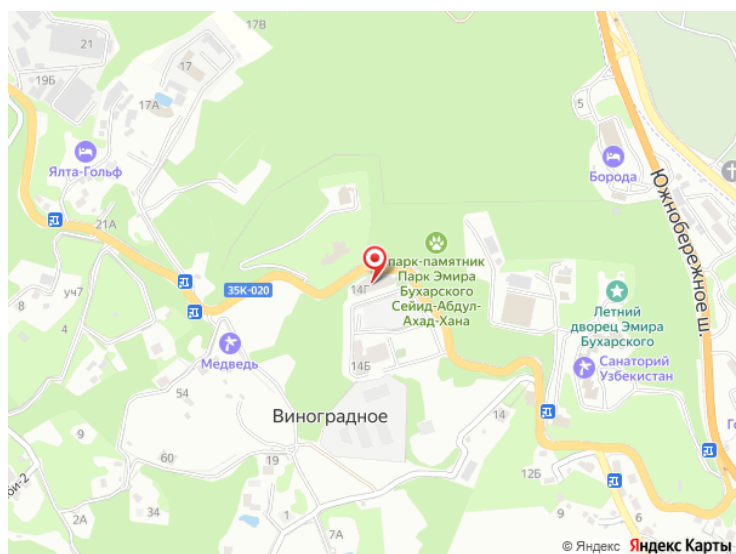 17В
21
19Б
17
17А
5
Ялта-Гольф
Борода
Южнобережное ш.
21А
парк-памятник
Парк Эмира
Бухарского
Сейид-Абдул-
Ахад-Хана
35К-020
14Г
уч7
8
4
Летний
дворец Эмира
Бухарского
Медведь
14Б
Санаторий
Узбекистан
54
14
Виноградное
60
19
12Б
9
2А
34
1
7А
9
6
© Яндекс Яндекс Карты